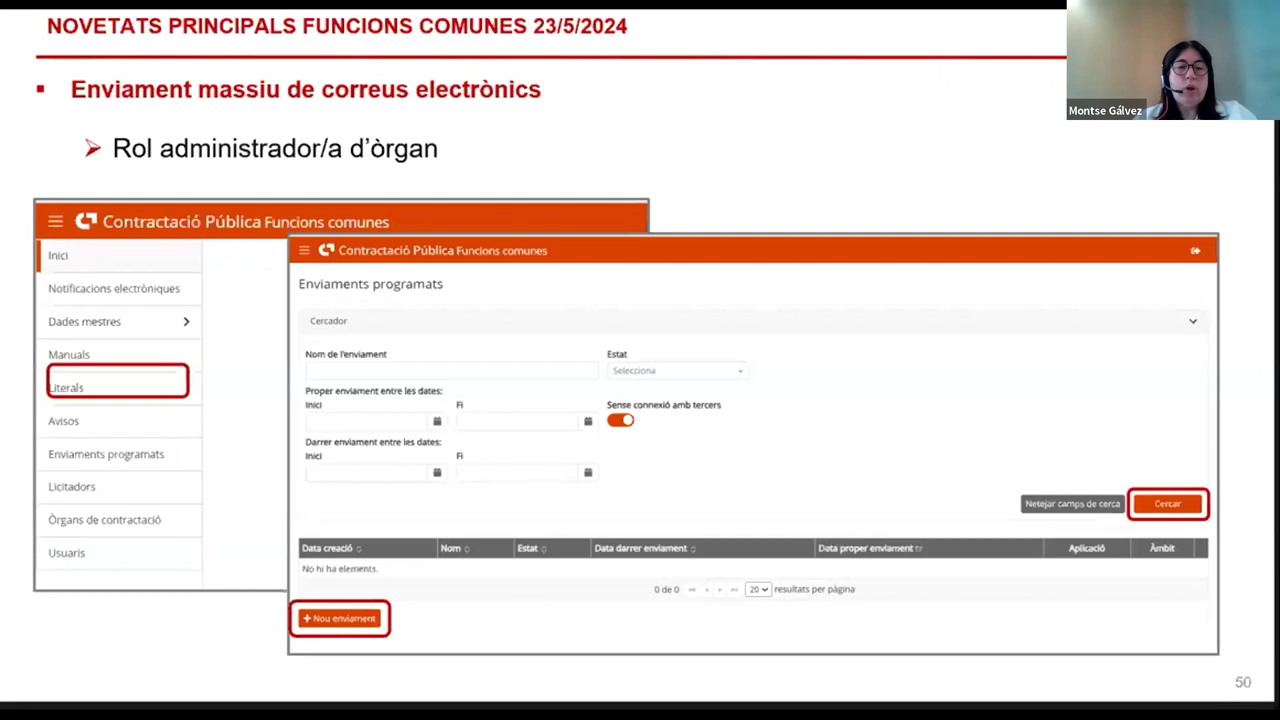 NOVETATS PRINCIPALS FUNCIONS COMUNES 23/5/2024
Montse Gálvez
Enviament massiu de correus electrònics
Rol administrador/a d'òrgan
Contractació Pública Funcions comunes
Inici
Notificacions electròniques
Dades mestres
Manuals
Literals
Avisos
Enviaments programats
Licitadors
Òrgans de contractació
Usuaris
Contractació Pública Funcions comunes
Enviaments programats
Cercador
Nom de l'enviament Estat
Selecciona
Proper enviament entre les dates:
Inici Fi Sense connexió amb tercers
Darrer enviament entre les dates:
Inici Fi
Netejar camps de cerca Cercar
Data creació Nom Estat Data darrer enviament Data proper enviament Aplicació Àmbit
No hi ha elements.
0 de 0 20 resultats per pàgina
+ Nou enviament
50